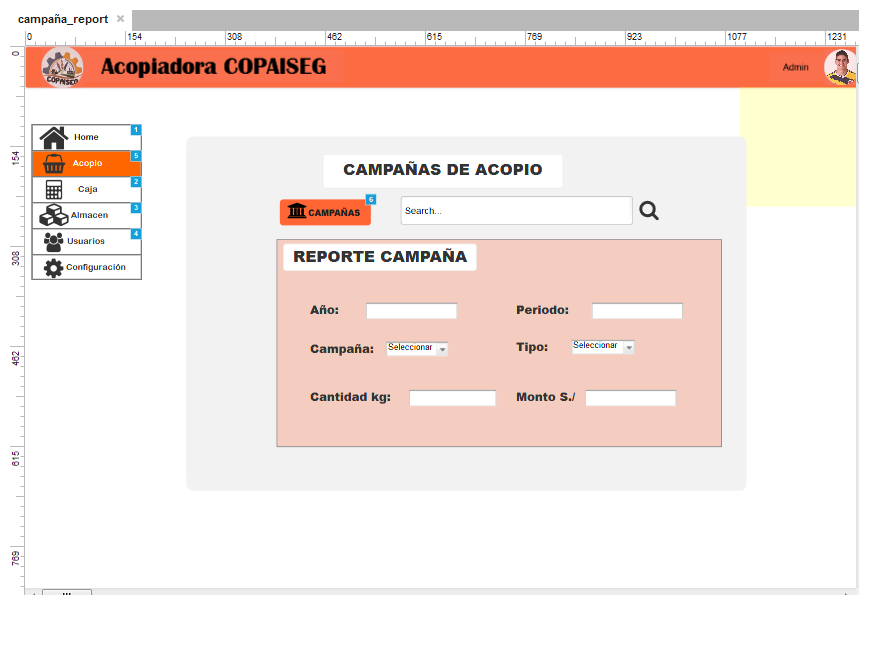 campaña_report ×
0 154 308 462 615 769 923 1077 1231
0
154
308
462
615
769
COPAISEG
Acopiadora COPAISEG
Admin
Home 1
Acopio 5
Caja 2
Almacen 3
Usuarios 4
Configuración
CAMPAÑAS DE ACOPIO
CAMPAÑAS 6
Search...
REPORTE CAMPAÑA
Año:
Periodo:
Campaña: Seleccionar
Tipo: Seleccionar
Cantidad kg:
Monto S./